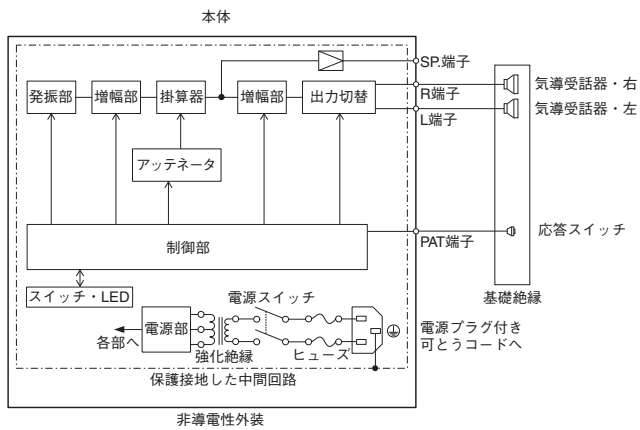 本体
SP.端子
発振部
増幅部
掛算器
増幅部
出力切替
R端子
L端子
気導受話器・右
気導受話器・左
アッテネータ
制御部
PAT端子
応答スイッチ
スイッチ・LED
基礎絶縁
電源スイッチ
電源部
各部へ
強化絶縁
ヒューズ
電源プラグ付き
可とうコードへ
保護接地した中間回路
非導電性外装